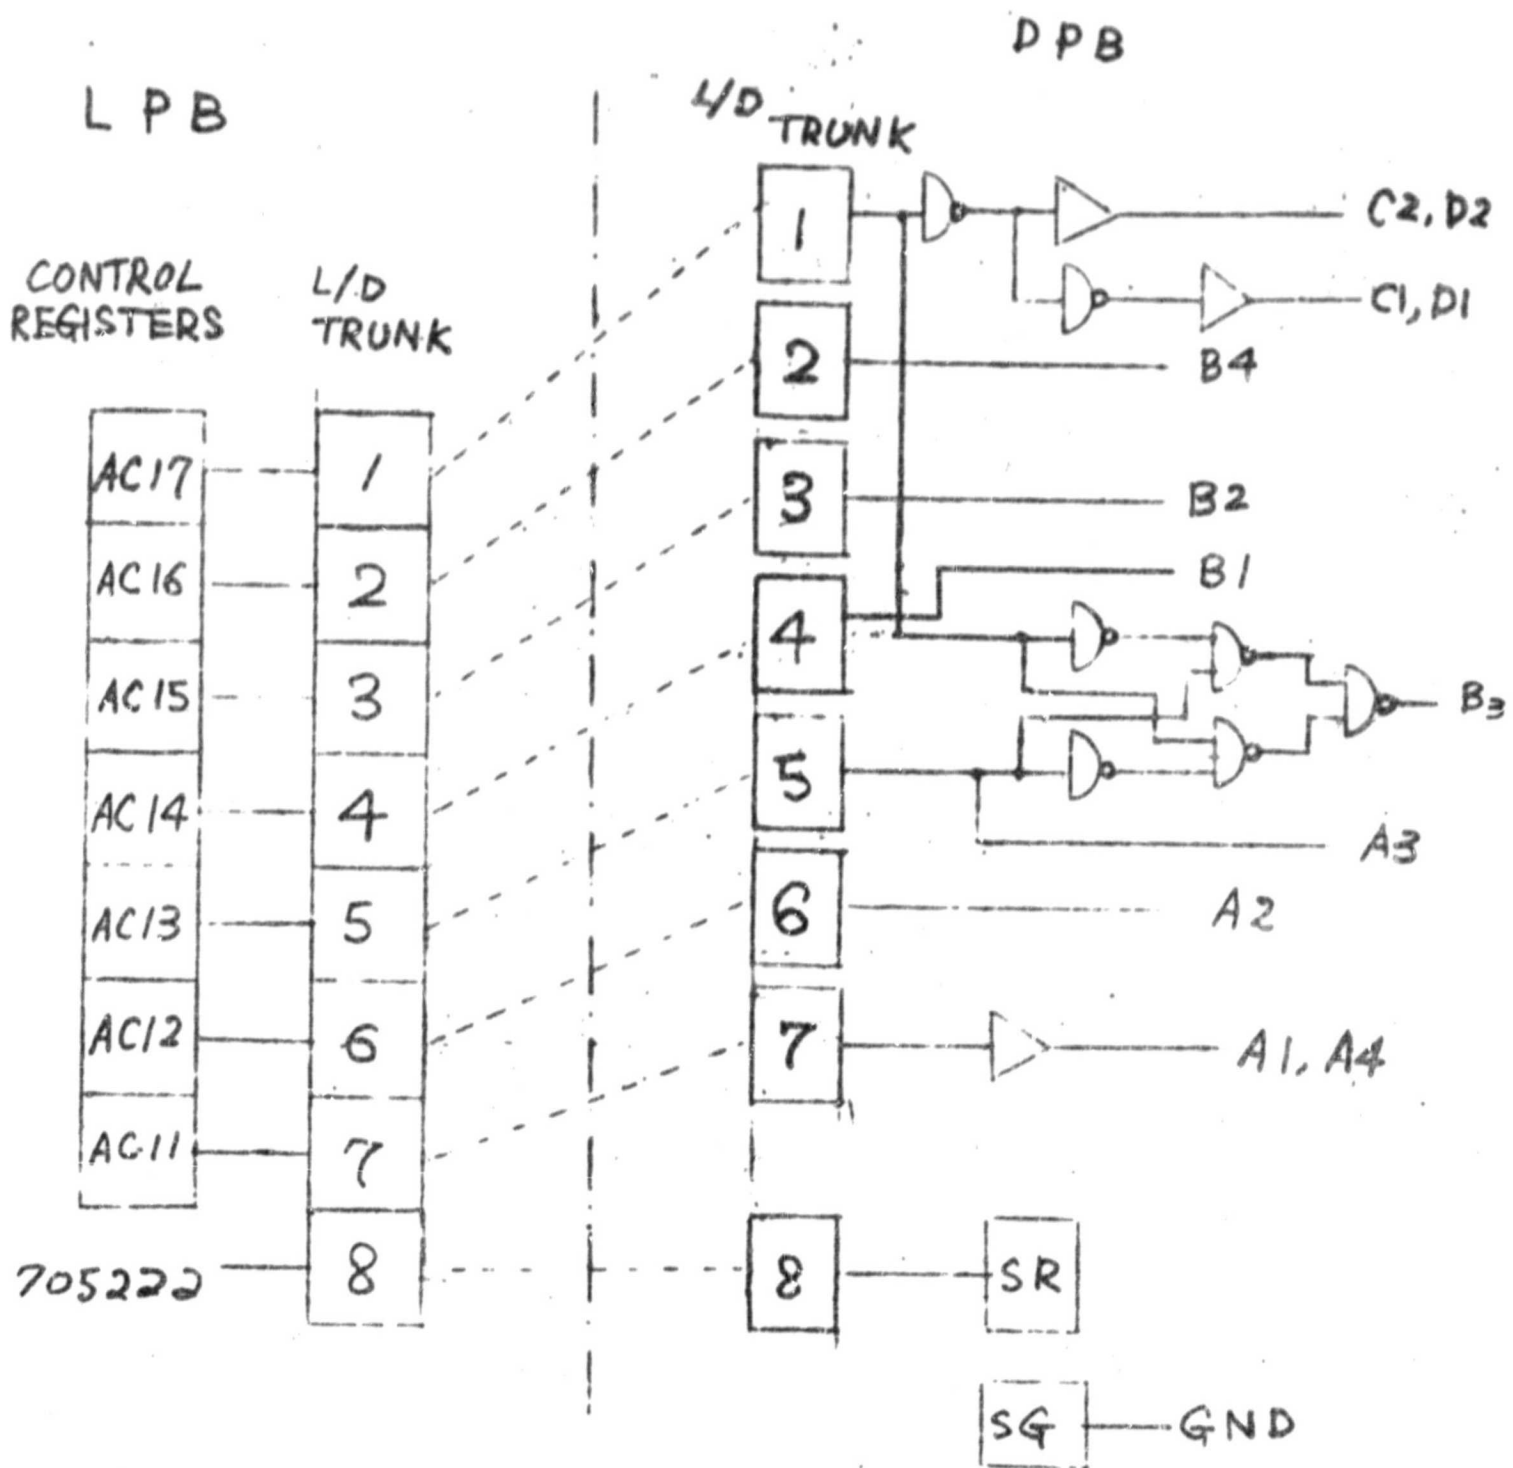 DPB
LPB
L/D
TRUNK
CONTROL
REGISTERS
L/D
TRUNK
AC17
AC16
AC15
AC14
AC13
AC12
AC11
705222
1
2
3
4
5
6
7
8
1
2
3
4
5
6
7
8
C2, D2
C1, D1
B4
B2
B1
B3
A3
A2
A1, A4
SR
SG
GND